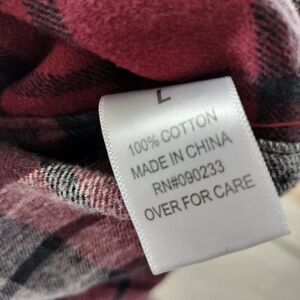 L
100% COTTON
MADE IN CHINA
RN#090233
OVER FOR CARE